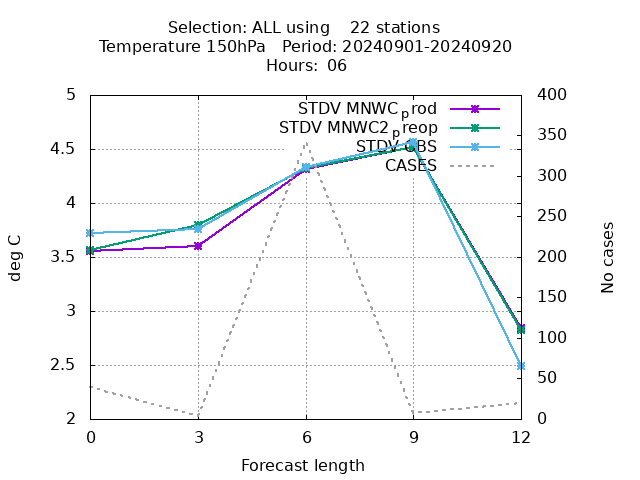 Selection: ALL using    22 stations
Temperature 150hPa   Period: 20240901-20240920
Hours: 06
5
4.5
4
3.5
3
2.5
2
400
350
300
250
200
150
100
50
0
STDV MNWCprod
STDV MNWC2preop
STDV OBS
CASES
deg C
No cases
0
3
6
9
12
Forecast length